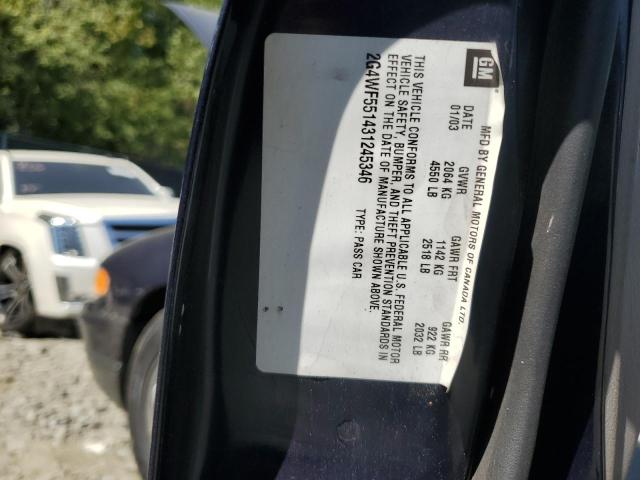 GM
MFD BY GENERAL MOTORS OF CANADA LTD.
DATE GVWR GAWR FRT GAWR RR
01/03 2064 KG 1142 KG 922 KG
4550 LB 2518 LB 2032 LB
THIS VEHICLE CONFORMS TO ALL APPLICABLE U.S. FEDERAL MOTOR
VEHICLE SAFETY, BUMPER, AND THEFT PREVENTION STANDARDS IN
EFFECT ON THE DATE OF MANUFACTURE SHOWN ABOVE.
2G4WF551431245346 TYPE: PASS CAR